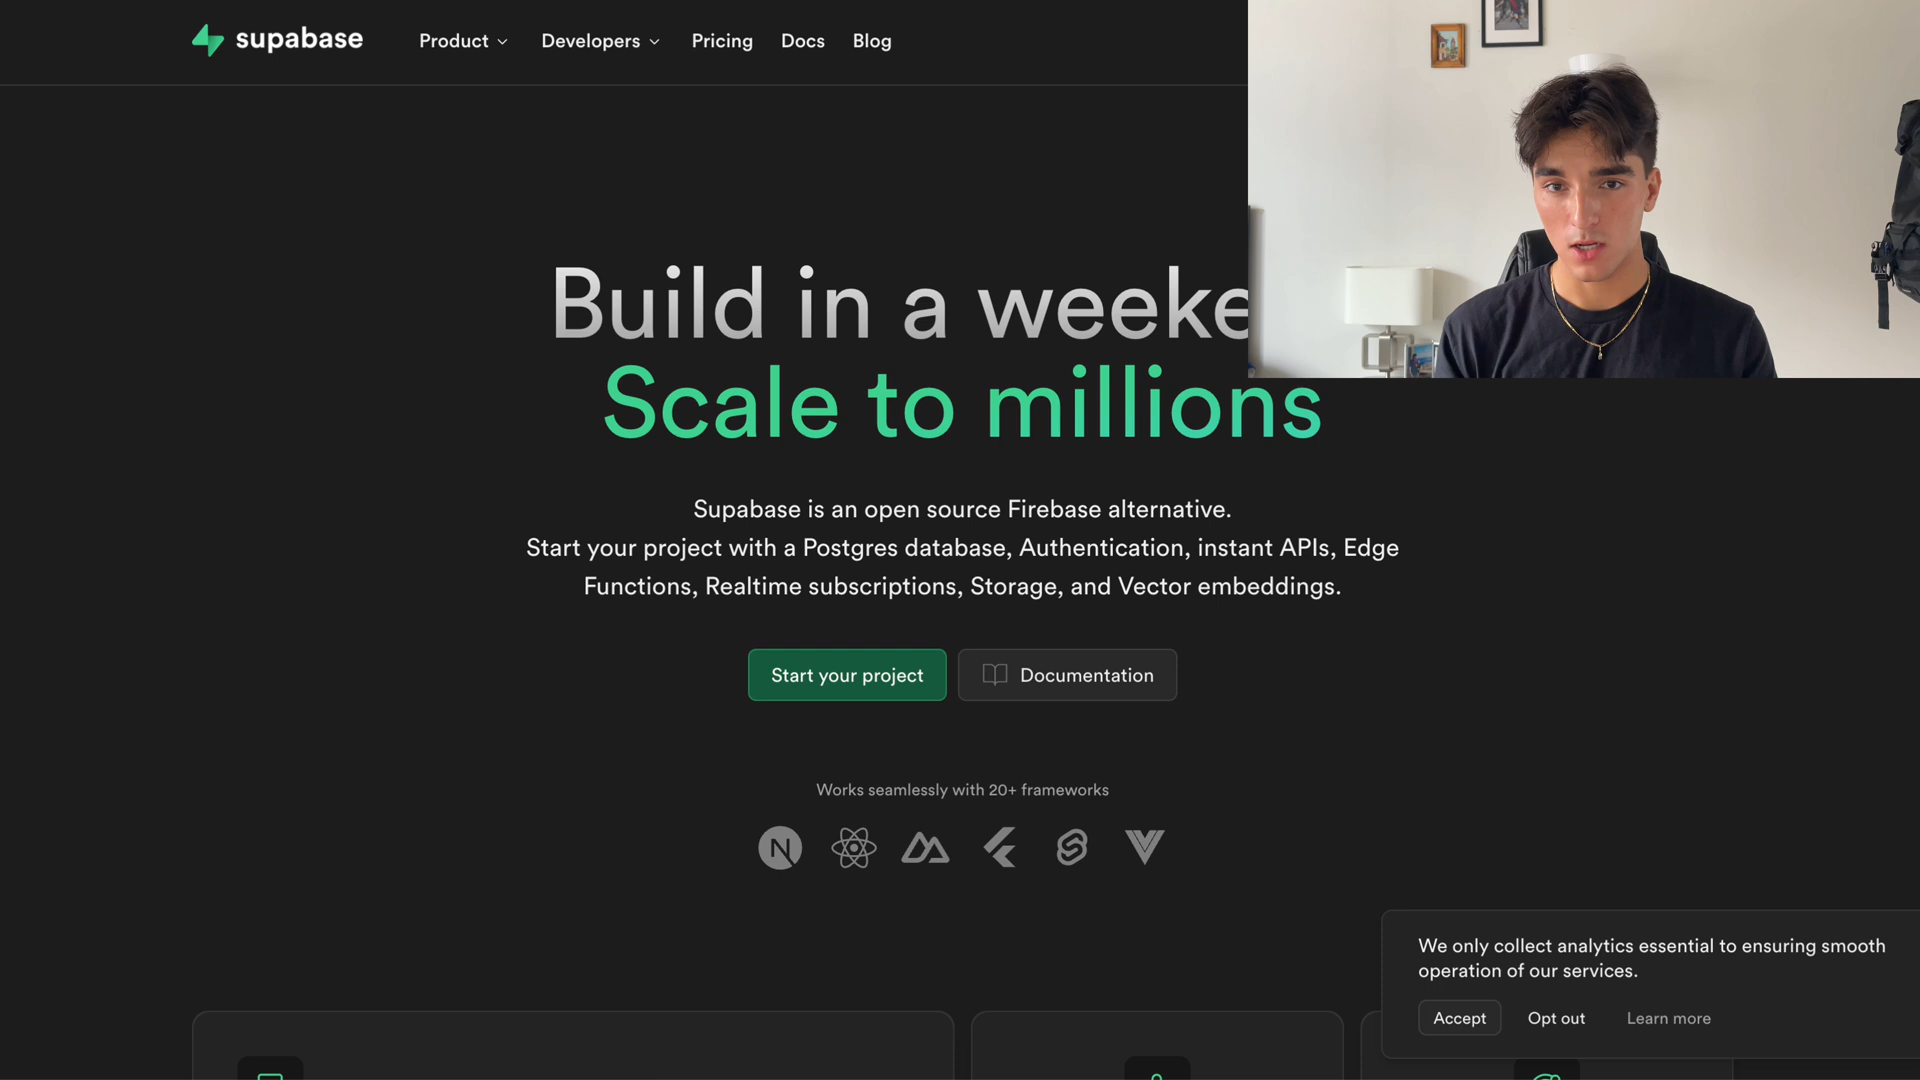 supabase
Product
Developers
Pricing
Docs
Blog
Build in a weeke
Scale to millions
Supabase is an open source Firebase alternative.
Start your project with a Postgres database, Authentication, instant APIs, Edge
Functions, Realtime subscriptions, Storage, and Vector embeddings.
Start your project
Documentation
Works seamlessly with 20+ frameworks
N
We only collect analytics essential to ensuring smooth
operation of our services.
Accept
Opt out
Learn more